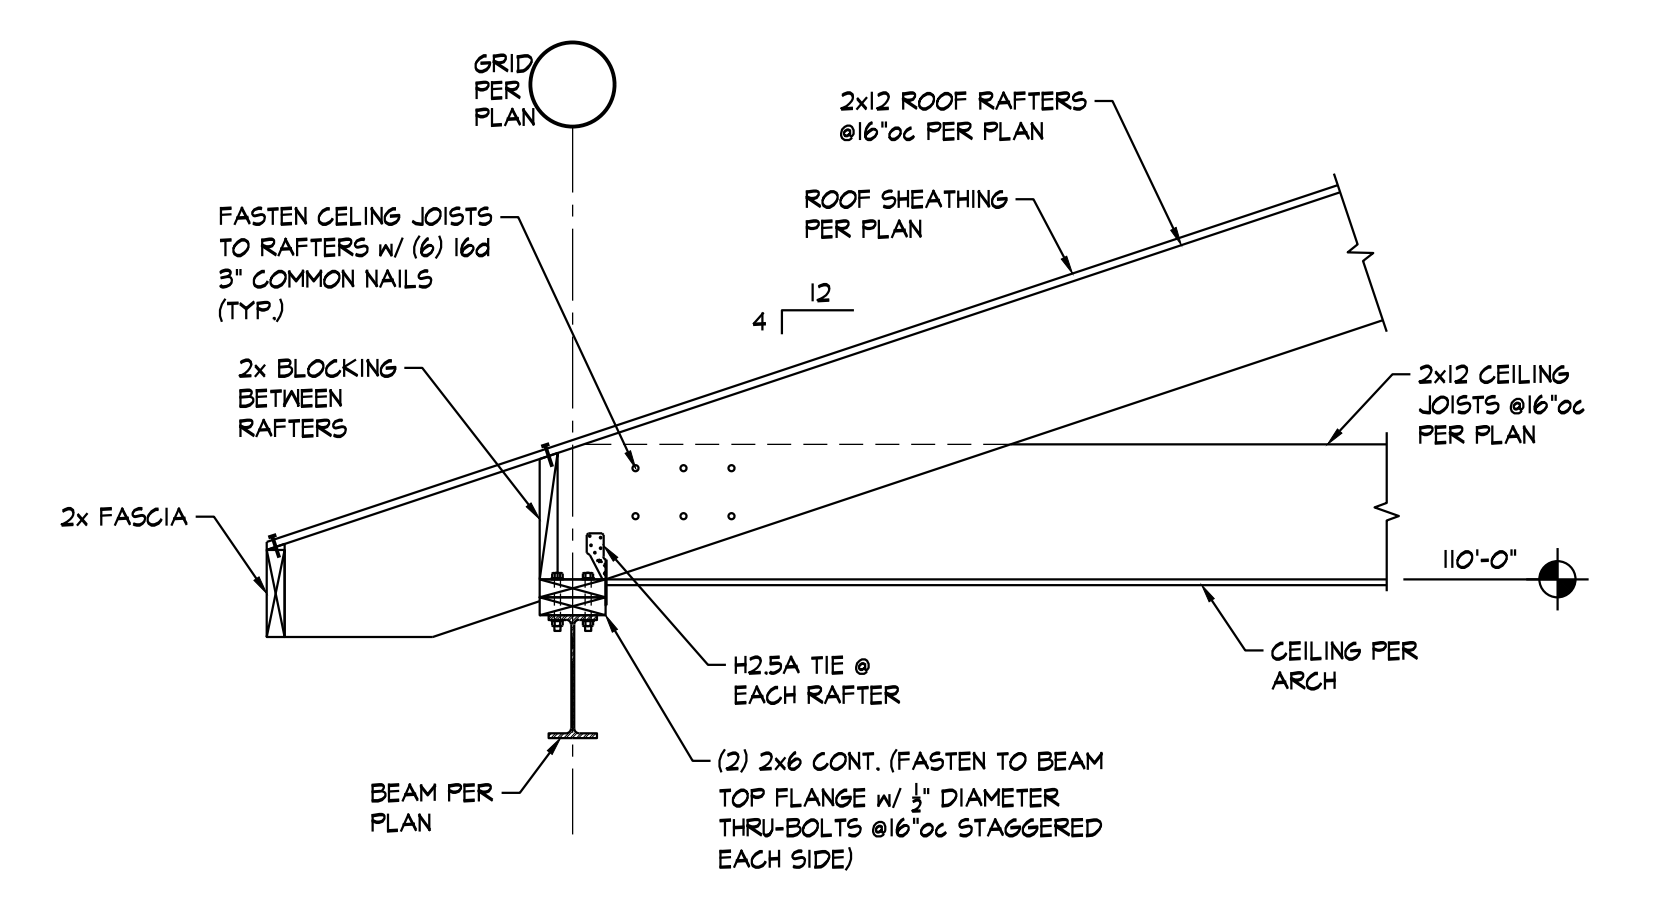 GRID
PER
PLAN
2x12 ROOF RAFTERS
@16"oc PER PLAN
ROOF SHEATHING
PER PLAN
FASTEN CELING JOISTS
TO RAFTERS w/ (6) 16d
3" COMMON NAILS
(TYP.)
12
4
2x BLOCKING
BETWEEN
RAFTERS
2x12 CEILING
JOISTS @16"oc
PER PLAN
2x FASCIA
110'-0"
CEILING PER
ARCH
H2.5A TIE @
EACH RAFTER
(2) 2x6 CONT. (FASTEN TO BEAM
TOP FLANGE w/ 1/2" DIAMETER
THRU-BOLTS @16"oc STAGGERED
EACH SIDE)
BEAM PER
PLAN